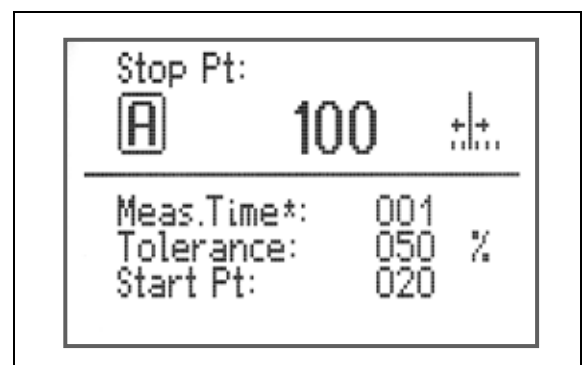 Stop Pt:
A 100
Meas.Time*: 001
Tolerance: 050 %
Start Pt: 020